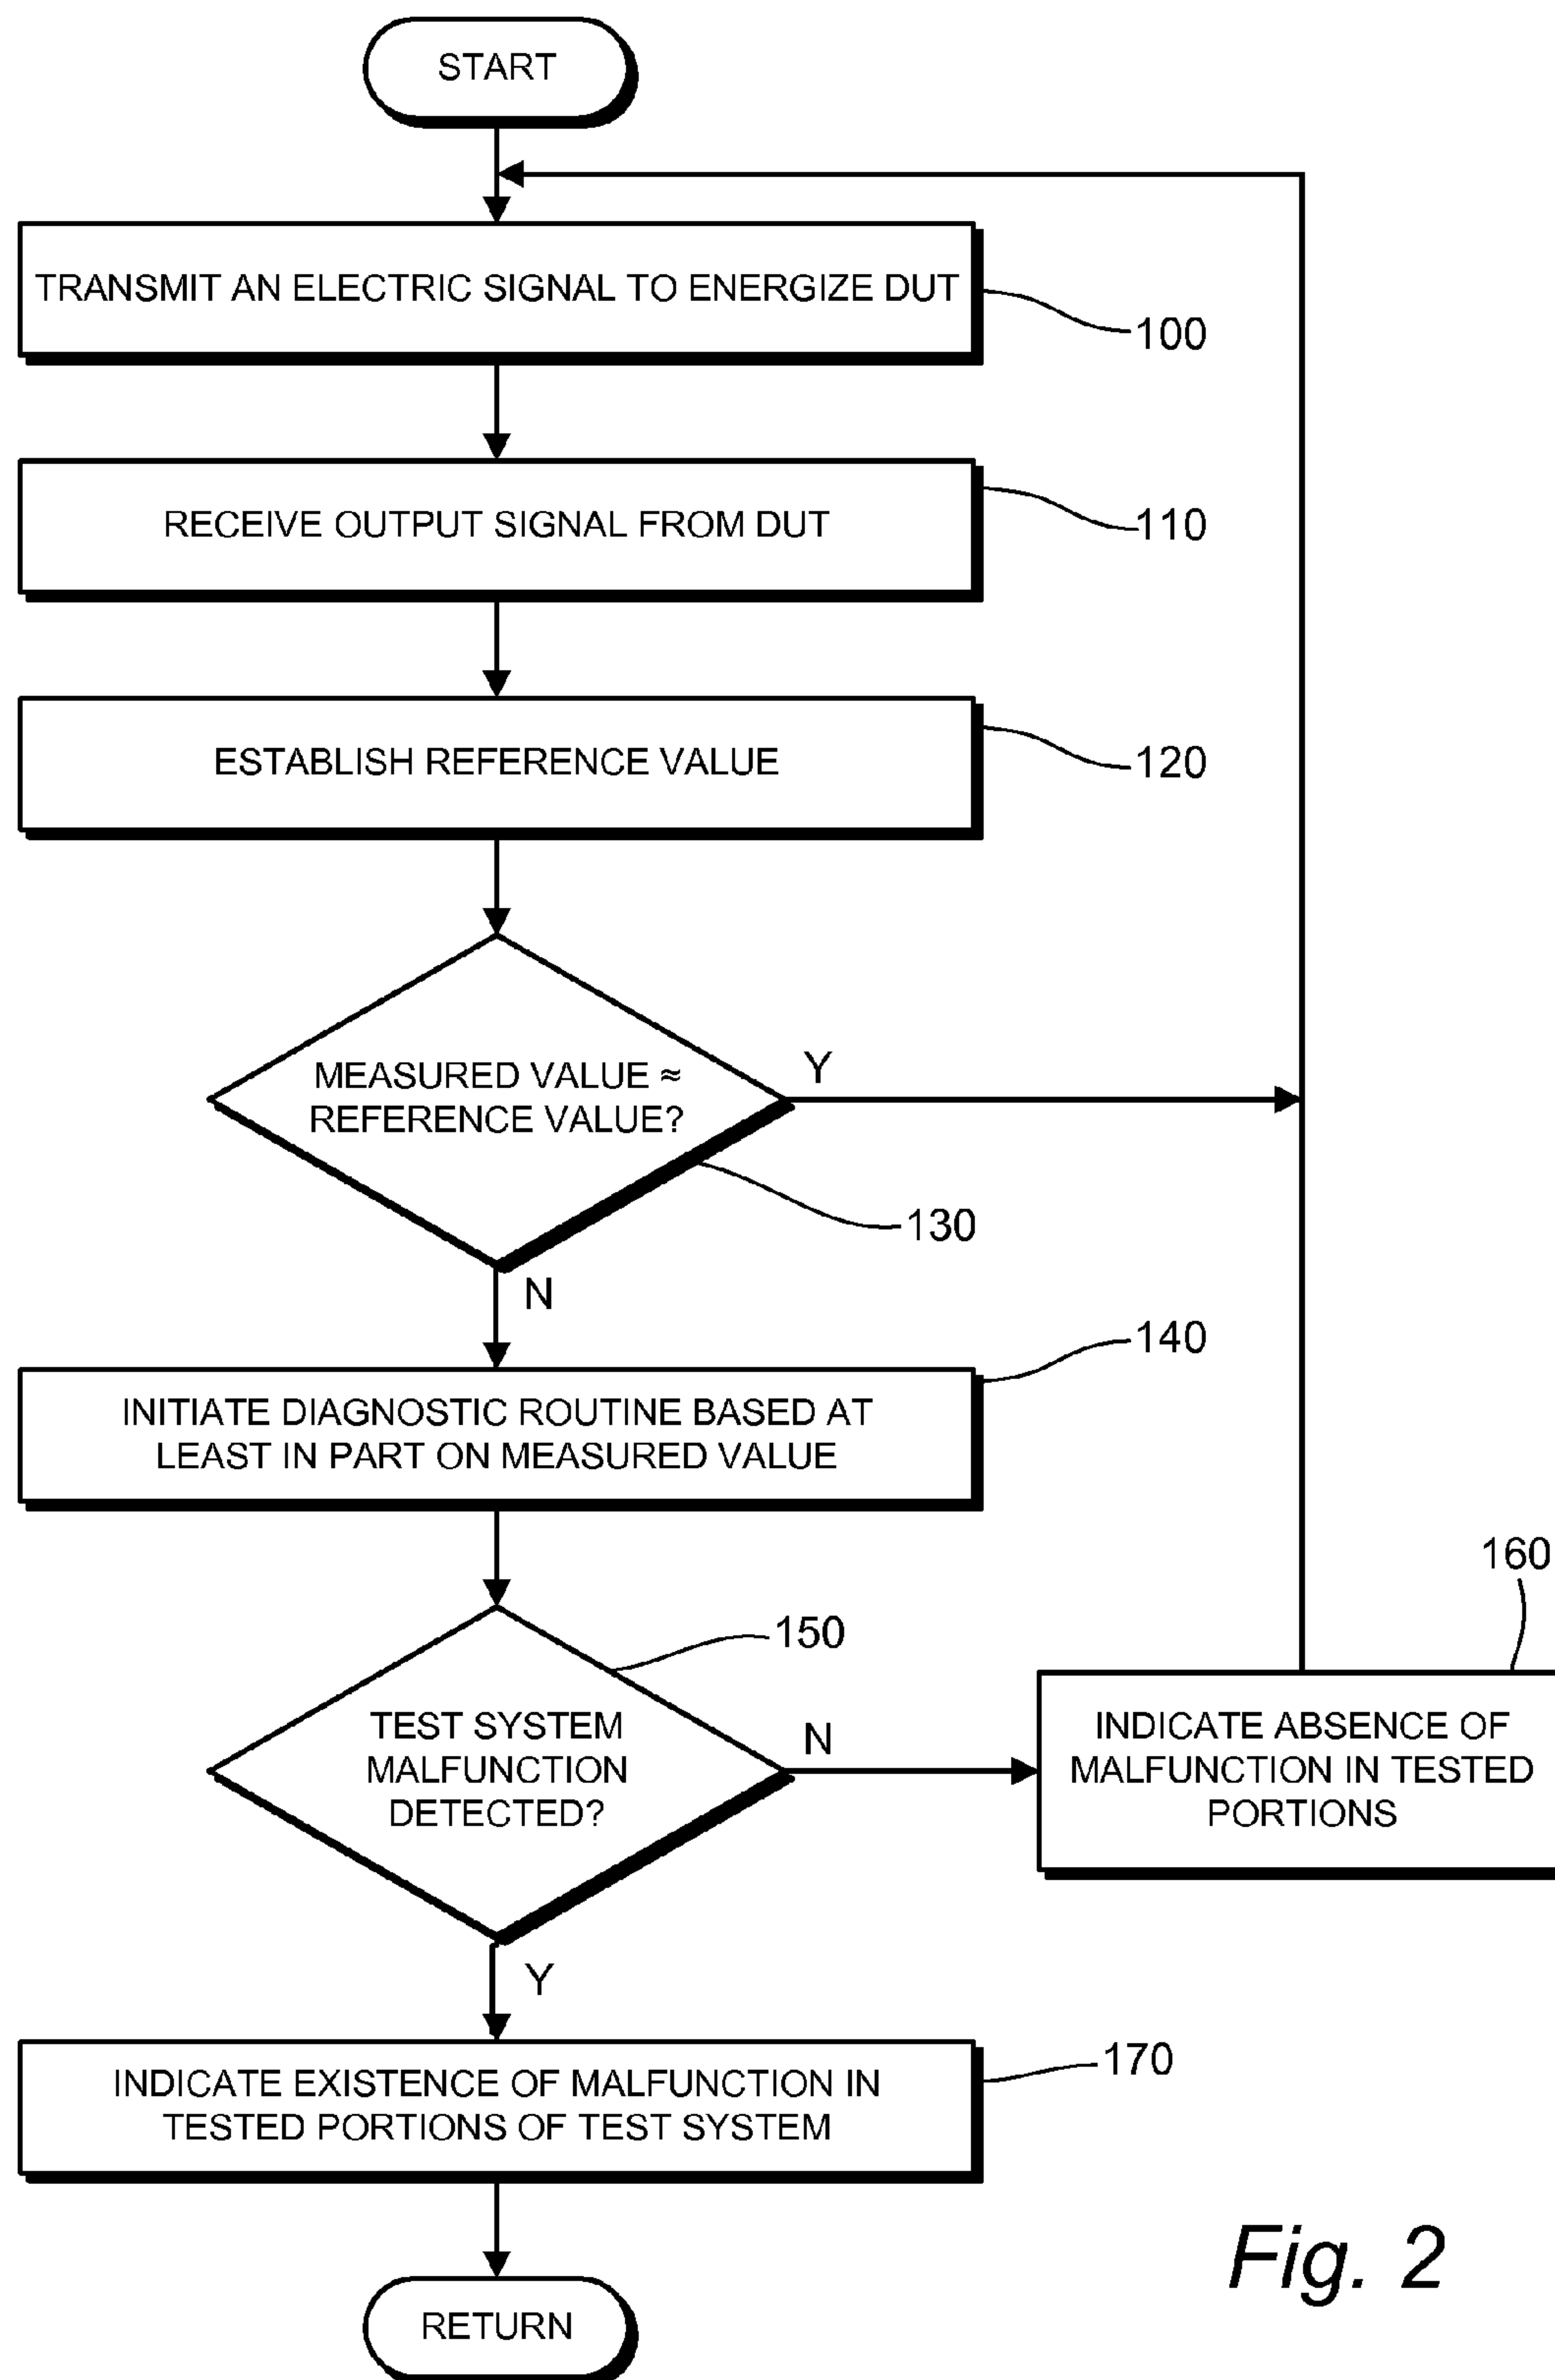 START
TRANSMIT AN ELECTRIC SIGNAL TO ENERGIZE DUT
100
RECEIVE OUTPUT SIGNAL FROM DUT
110
ESTABLISH REFERENCE VALUE
120
MEASURED VALUE ≈
REFERENCE VALUE?
Y
130
N
140
INITIATE DIAGNOSTIC ROUTINE BASED AT
LEAST IN PART ON MEASURED VALUE
150
TEST SYSTEM
MALFUNCTION
DETECTED?
N
160
INDICATE ABSENCE OF
MALFUNCTION IN TESTED
PORTIONS
Y
INDICATE EXISTENCE OF MALFUNCTION IN
TESTED PORTIONS OF TEST SYSTEM
170
RETURN
Fig. 2